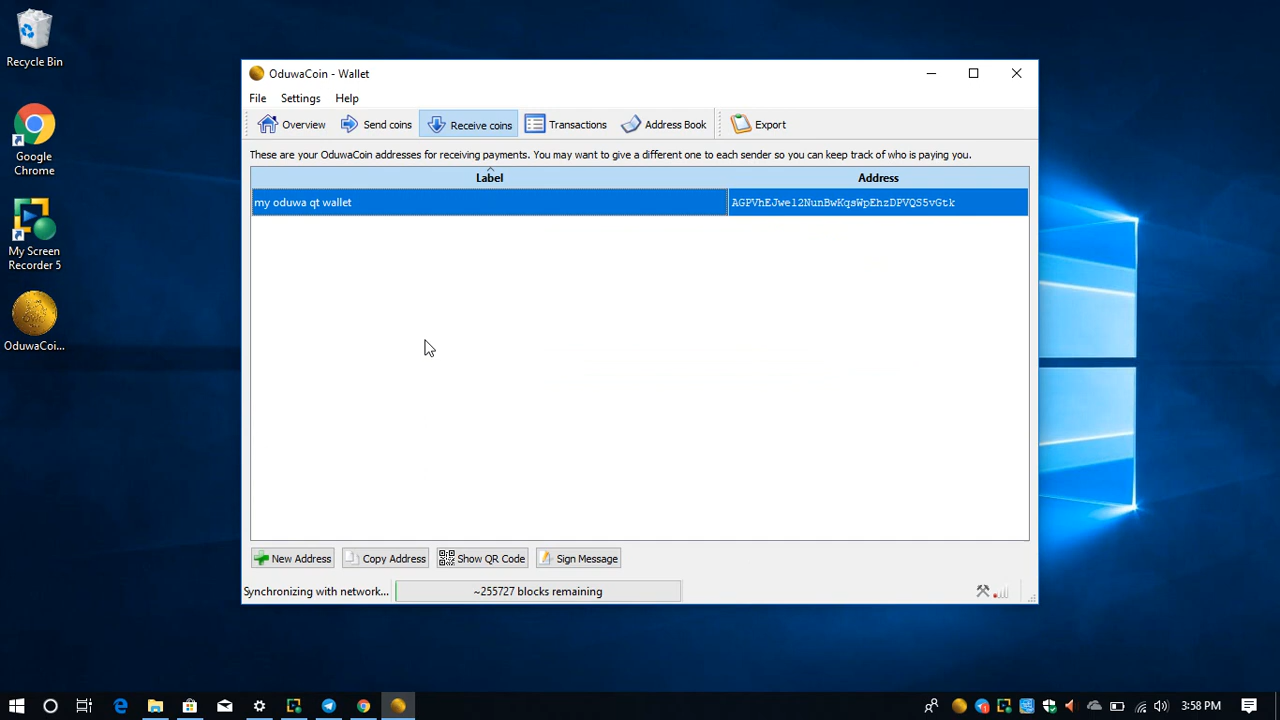 Recycle Bin
Google
Chrome
My Screen
Recorder 5
OduwaCoi...
OduwaCoin - Wallet
File Settings Help
Overview Send coins Receive coins Transactions Address Book Export
These are your OduwaCoin addresses for receiving payments. You may want to give a different one to each sender so you can keep track of who is paying you.
Label Address
my oduwa qt wallet AGPVhEJwel2NunBwKqsWpEhzDPVQS5vGtk
New Address Copy Address Show QR Code Sign Message
Synchronizing with network... ~255727 blocks remaining
3:58 PM